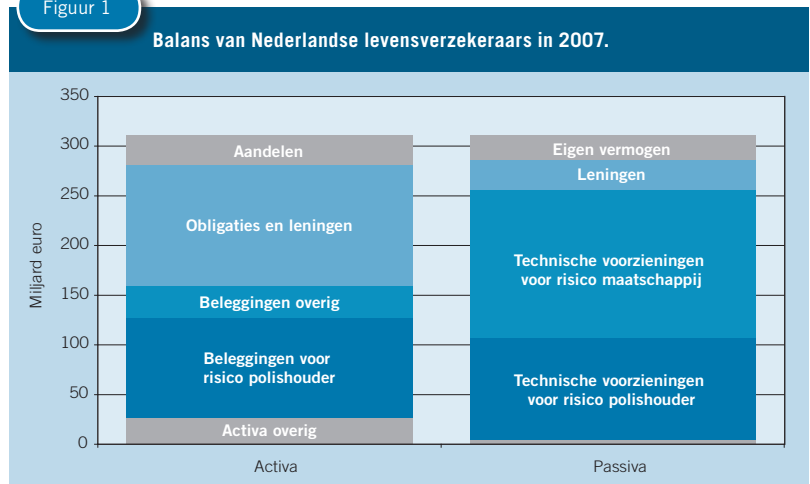 Figuur 1
Balans van Nederlandse levensverzekeraars in 2007.
Miljard euro
350
300
250
200
150
100
50
0
Aandelen
Obligaties en leningen
Beleggingen overig
Beleggingen voor
risico polishouder
Activa overig
Eigen vermogen
Leningen
Technische voorzieningen
voor risico maatschappij
Technische voorzieningen
voor risico polishouder
Activa
Passiva